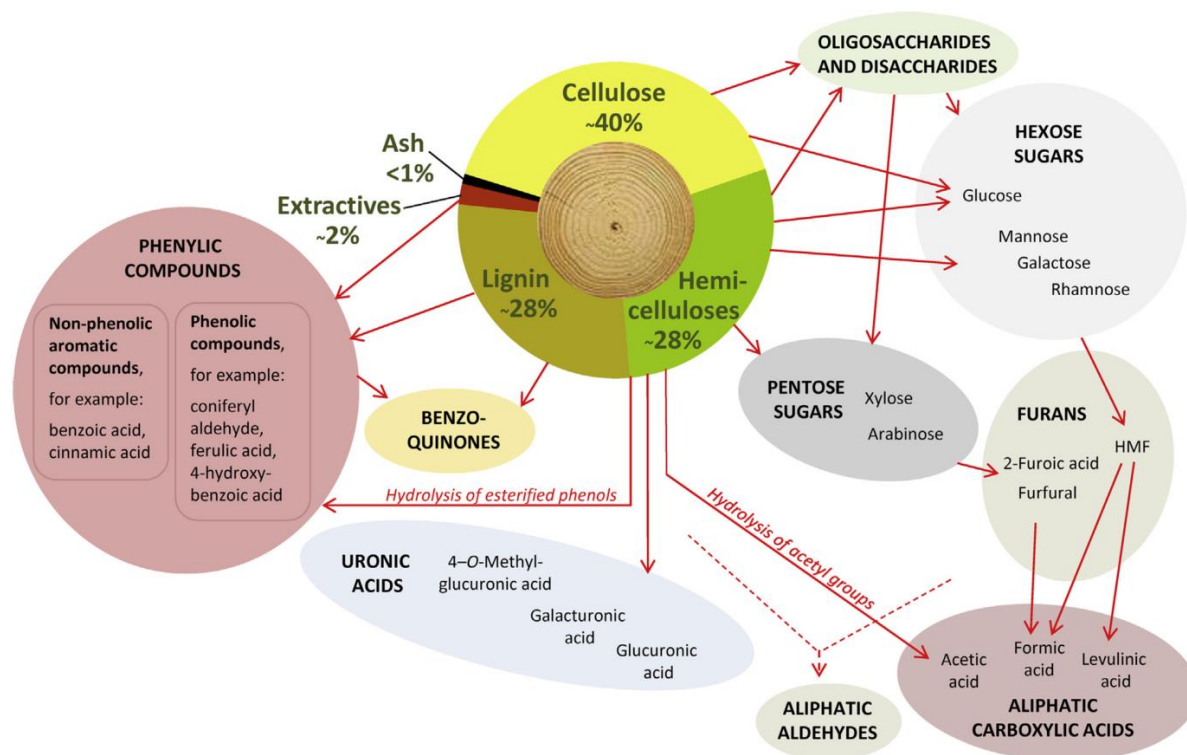 OLIGOSACCHARIDES
AND DISACCHARIDES
Cellulose
~40%
HEXOSE
SUGARS
Ash
<1%
Glucose
Extractives
~2%
Mannose
Galactose
Rhamnose
PHENYLIC
COMPOUNDS
Lignin
~28%
Hemi-
celluloses
~28%
Non-phenolic
aromatic
compounds,
for example:
benzoic acid,
cinnamic acid
Phenolic
compounds,
for example:
coniferyl
aldehyde,
ferulic acid,
4-hydroxy-
benzoic acid
BENZO-
QUINONES
PENTOSE
SUGARS
Xylose
Arabinose
FURANS
HMF
2-Furoic acid
Furfural
Hydrolysis of esterified phenols
Hydrolysis of acetyl groups
URONIC
ACIDS
4–O-Methyl-
glucuronic acid
Galacturonic
acid
Glucuronic
acid
Acetic
acid
Formic
acid
Levulinic
acid
ALIPHATIC
CARBOXYLIC ACIDS
ALIPHATIC
ALDEHYDES